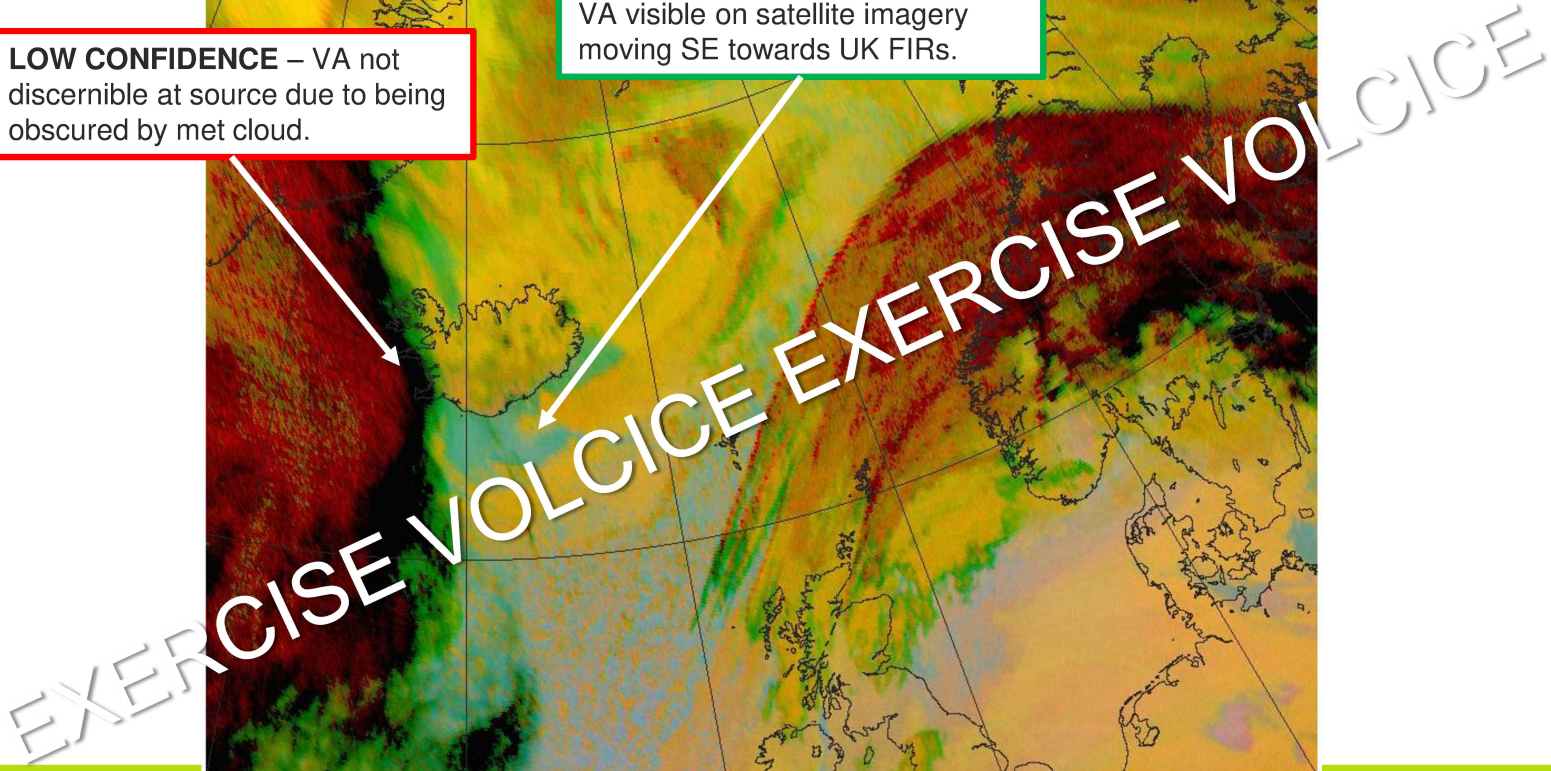 VA visible on satellite imagery
moving SE towards UK FIRs.
LOW CONFIDENCE – VA not
discernible at source due to being
obscured by met cloud.
EXERCISE VOLCICE EXERCISE VOLCICE